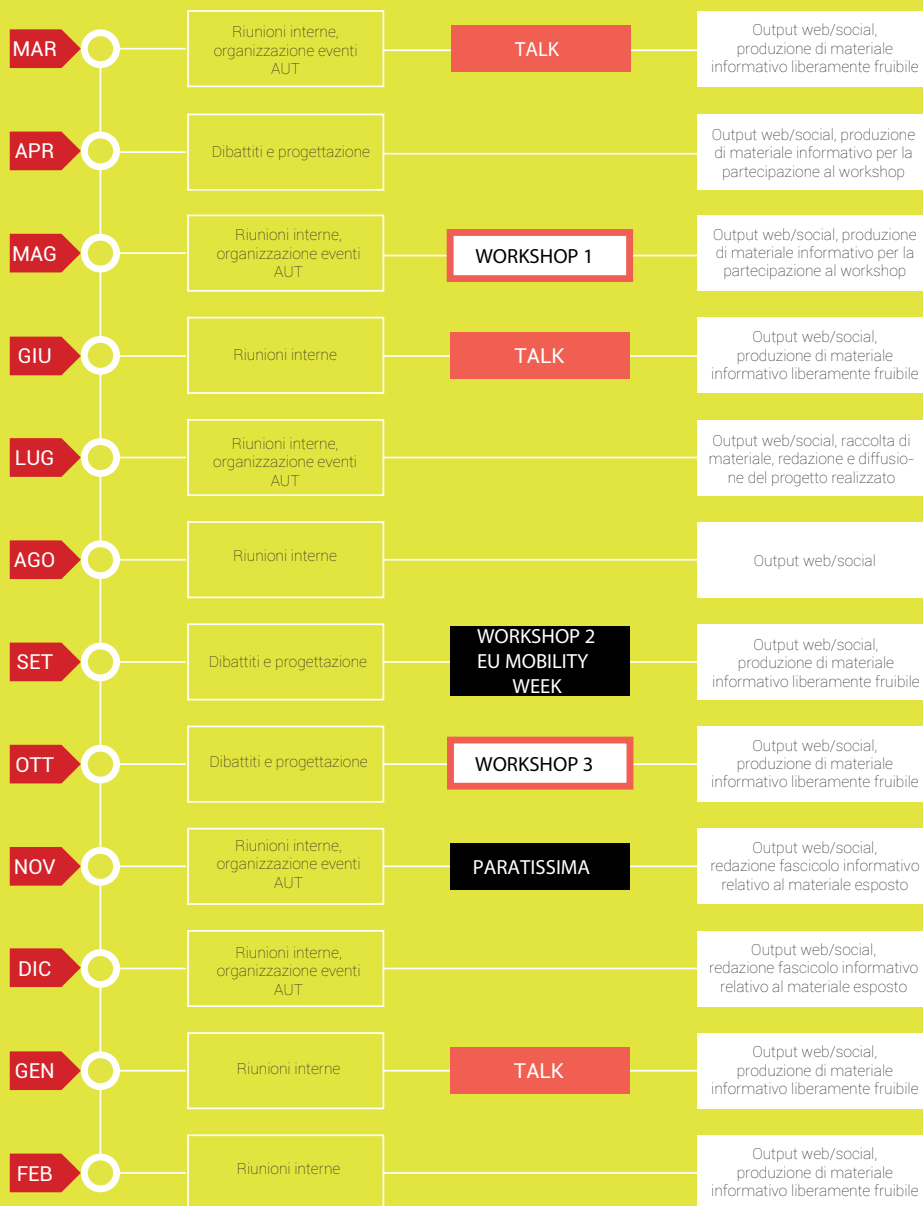 MAR
Riunioni interne,
organizzazione eventi
AUT
TALK
Output web/social,
produzione di materiale
informativo liberamente fruibile
APR
Dibattiti e progettazione
Output web/social, produzione
di materiale informativo per la
partecipazione al workshop
MAG
Riunioni interne,
organizzazione eventi
AUT
WORKSHOP 1
Output web/social, produzione
di materiale informativo per la
partecipazione al workshop
GIU
Riunioni interne
TALK
Output web/social,
produzione di materiale
informativo liberamente fruibile
LUG
Riunioni interne,
organizzazione eventi
AUT
Output web/social, raccolta di
materiale, redazione e diffusio-
ne del progetto realizzato
AGO
Riunioni interne
Output web/social
SET
Dibattiti e progettazione
WORKSHOP 2
EU MOBILITY
WEEK
Output web/social,
produzione di materiale
informativo liberamente fruibile
OTT
Dibattiti e progettazione
WORKSHOP 3
Output web/social,
produzione di materiale
informativo liberamente fruibile
NOV
Riunioni interne,
organizzazione eventi
AUT
PARATISSIMA
Output web/social,
redazione fascicolo informativo
relativo al materiale esposto
DIC
Riunioni interne,
organizzazione eventi
AUT
Output web/social,
redazione fascicolo informativo
relativo al materiale esposto
GEN
Riunioni interne
TALK
Output web/social,
produzione di materiale
informativo liberamente fruibile
FEB
Riunioni interne
Output web/social,
produzione di materiale
informativo liberamente fruibile